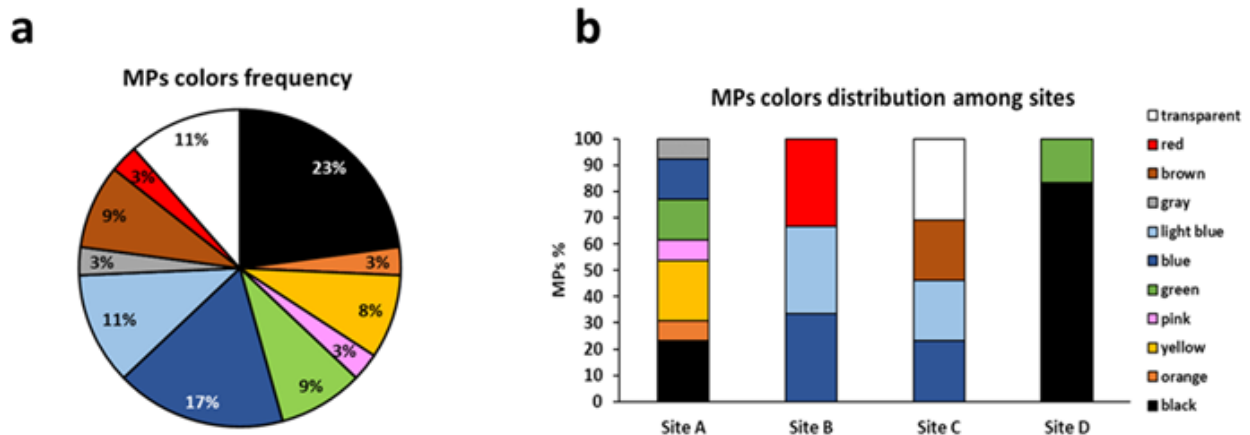 a
MPs colors frequency
11%
23%
3%
9%
3%
3%
11%
8%
3%
17%
9%
b
MPs colors distribution among sites
MPs %
100
90
80
70
60
50
40
30
20
10
0
Site A
Site B
Site C
Site D
transparent
red
brown
gray
light blue
blue
green
pink
yellow
orange
black